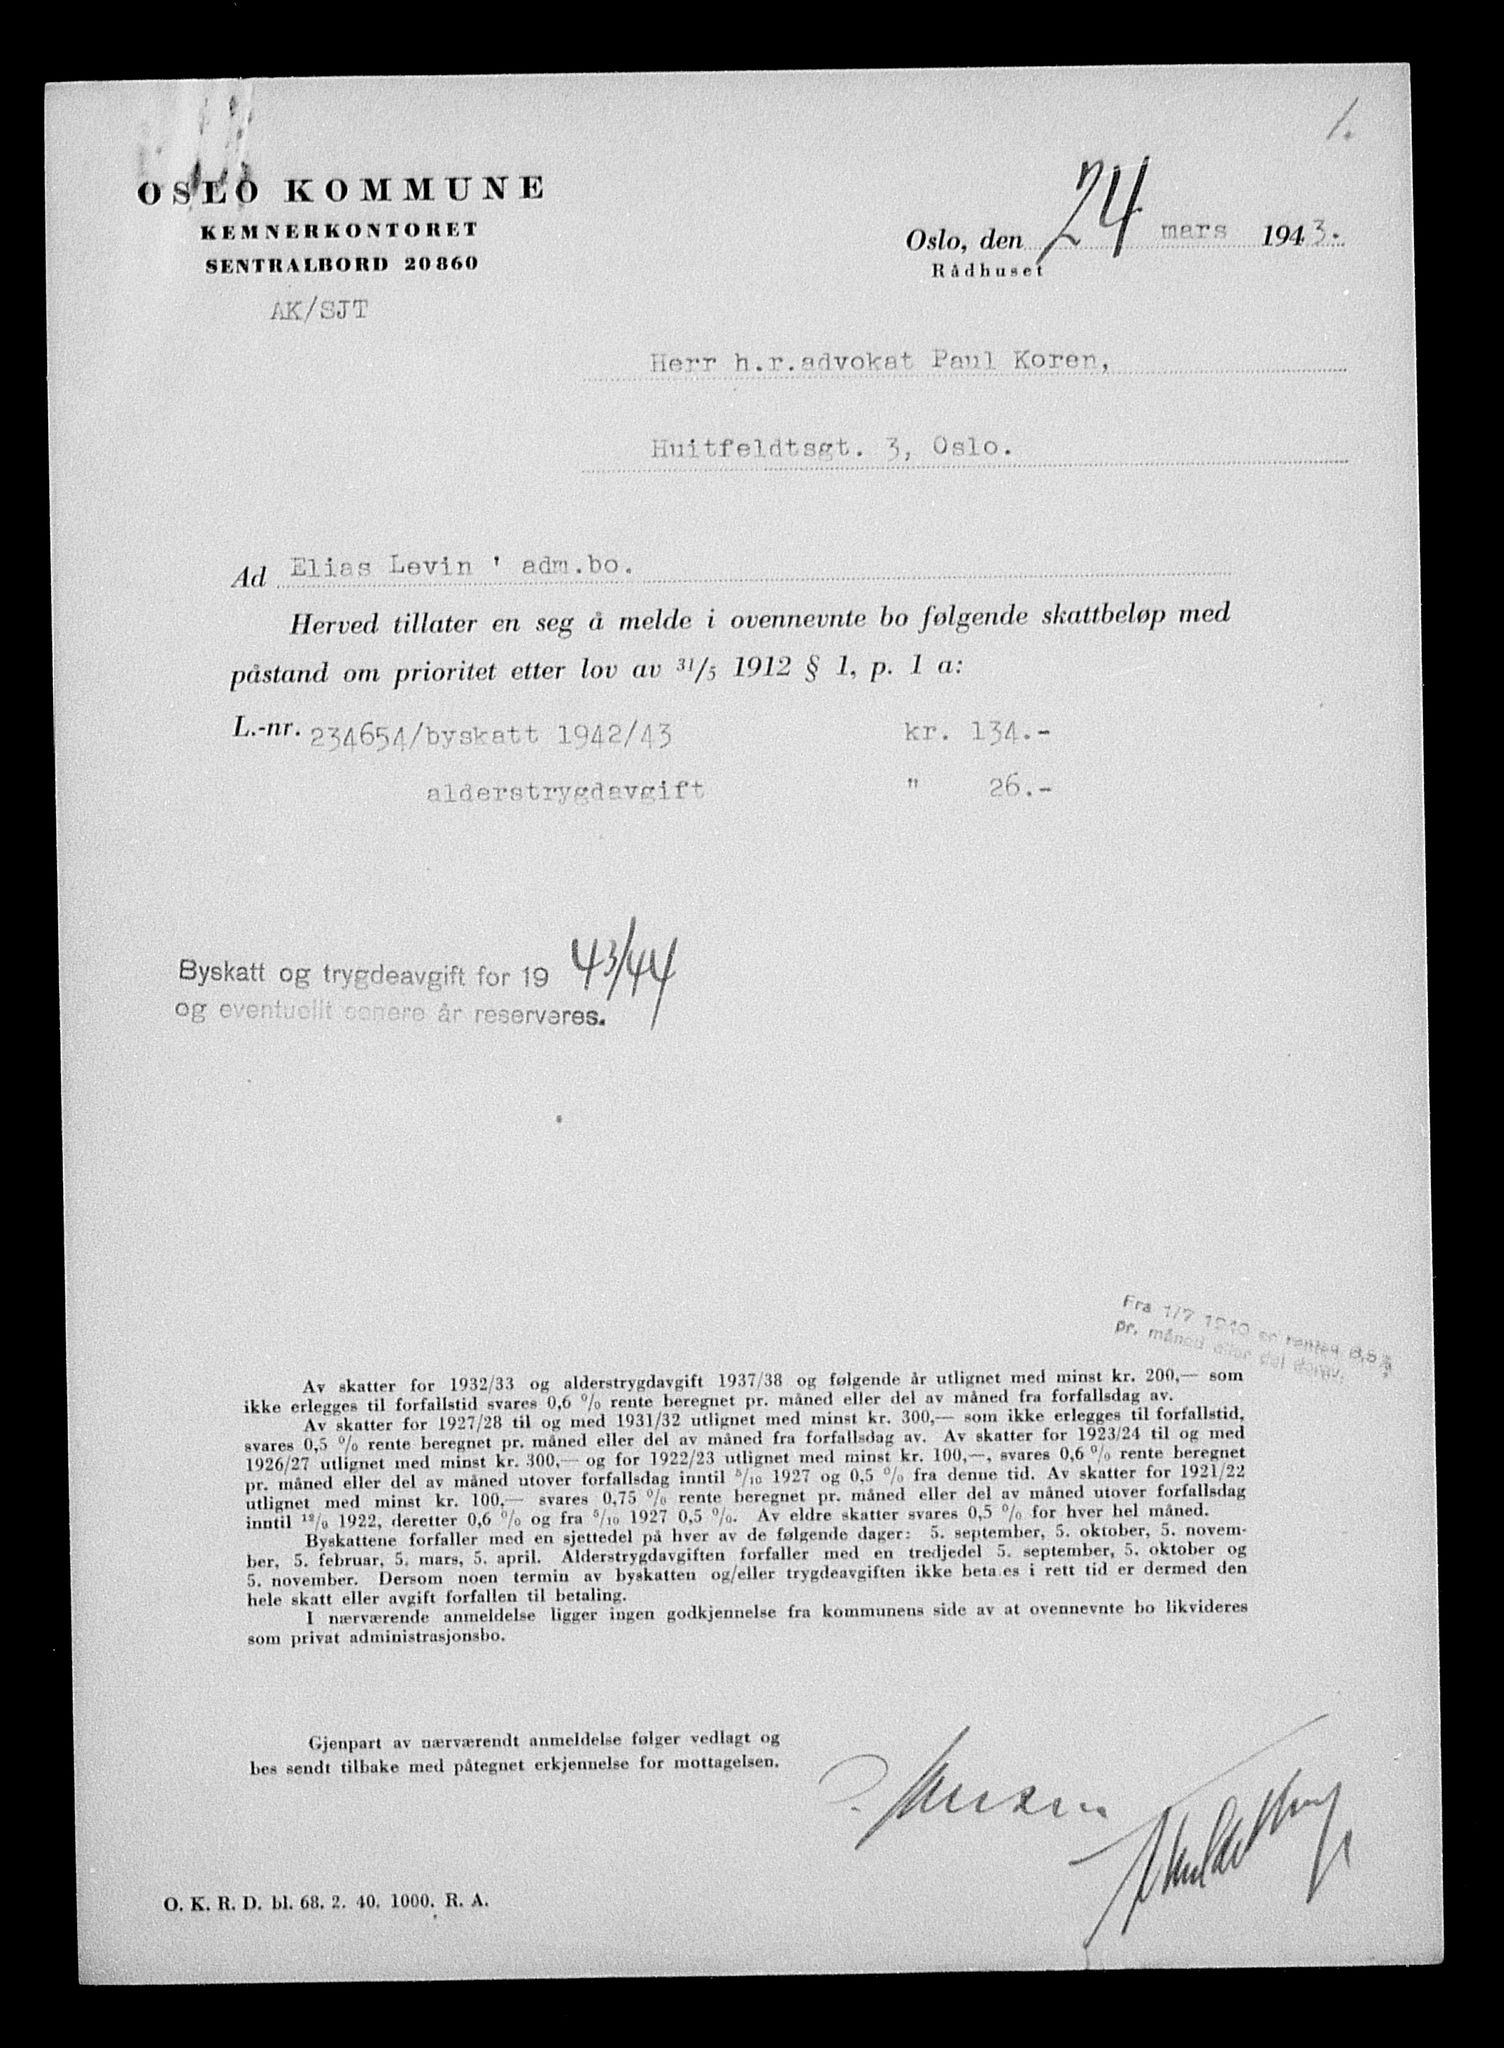 1.
OSLO KOMMUNE
KEMNERKONTORET
SENTRALBORD 20860
AK/SJT
Oslo, den 24 mars 1943.
Rådhuset
Herr h.r.advokat Paul Koren,
Huitfeldtsgt. 3, Oslo.
Ad Elias Levin ' adm.bo.
Herved tillater en seg å melde i ovennevnte bo følgende skattbeløp med
påstand om prioritet etter lov av 31/5 1912 § 1, p. 1 a:
L.-nr. 234654/byskatt 1942/43 kr. 134.-
alderstrygdavgift " 26.-
Byskatt og trygdeavgift for 19 43/44
og eventuelt senere år reserveres.
Fra 1/7 1940 er renten
pr. måned eller del derav.
Av skatter for 1932/33 og alderstrygdavgift 1937/38 og følgende år utlignet med minst kr. 200,— som
ikke erlegges til forfallstid svares 0,6 % rente beregnet pr. måned eller del av måned fra forfallsdag av.
Av skatter for 1927/28 til og med 1931/32 utlignet med minst kr. 300,— som ikke erlegges til forfallstid,
svares 0,5 % rente beregnet pr. måned eller del av måned fra forfallsdag av. Av skatter for 1923/24 til og med
1926/27 utlignet med minst kr. 300,— og for 1922/23 utlignet med minst kr. 100,—, svares 0,6 % rente beregnet
pr. måned eller del av måned utover forfallsdag inntil 5/10 1927 og 0,5 % fra denne tid. Av skatter for 1921/22
utlignet med minst kr. 100,— svares 0,75 % rente beregnet pr. måned eller del av måned utover forfallsdag
inntil 12/9 1922, deretter 0,6 % og fra 5/10 1927 0,5 %. Av eldre skatter svares 0,5 % for hver hel måned.
Byskattene forfaller med en sjettedel på hver av de følgende dager: 5. september, 5. oktober, 5. novem-
ber, 5. februar, 5. mars, 5. april. Alderstrygdavgiften forfaller med en tredjedel 5. september, 5. oktober og
5. november. Dersom noen termin av byskatten og/eller trygdeavgiften ikke beta es i rett tid er dermed den
hele skatt eller avgift forfallen til betaling.
I nærværende anmeldelse ligger ingen godkjennelse fra kommunens side av at ovennevnte bo likvideres
som privat administrasjonsbo.
Gjenpart av nærværendt anmeldelse følger vedlagt og
bes sendt tilbake med påtegnet erkjennelse for mottagelsen.
O. K. R. D. bl. 68. 2. 40. 1000. R. A.